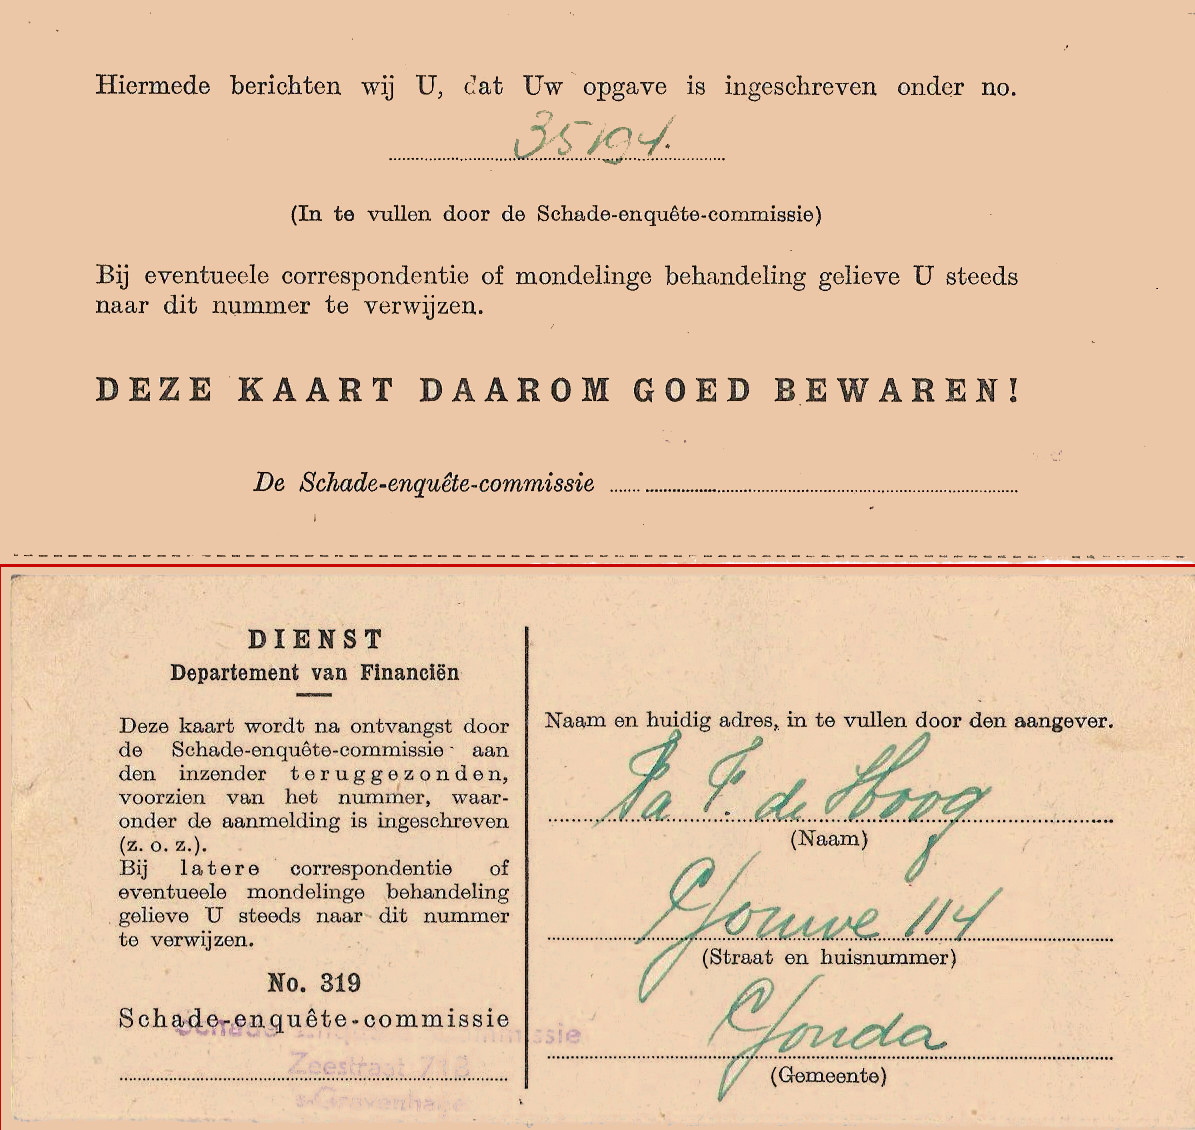 Hiermede berichten wij U, dat Uw opgave is ingeschreven onder no.
35194.
(In te vullen door de Schade-enquête-commissie)
Bij eventueele correspondentie of mondelinge behandeling gelieve U steeds
naar dit nummer te verwijzen.
DEZE KAART DAAROM GOED BEWAREN!
De Schade-enquête-commissie
DIENST
Departement van Financiën
Deze kaart wordt na ontvangst door
de Schade-enquête-commissie aan
den inzender teruggezonden,
voorzien van het nummer, waar-
onder de aanmelding is ingeschreven
(z. o. z.).
Bij latere correspondentie of
eventueele mondelinge behandeling
gelieve U steeds naar dit nummer
te verwijzen.
No. 319
Schade-enquête-commissie
Zeestraat 71B
's-Gravenhage
Naam en huidig adres, in te vullen door den aangever.
Fa F. de Hoog
(Naam)
Gouwe 114
(Straat en huisnummer)
Gouda
(Gemeente)